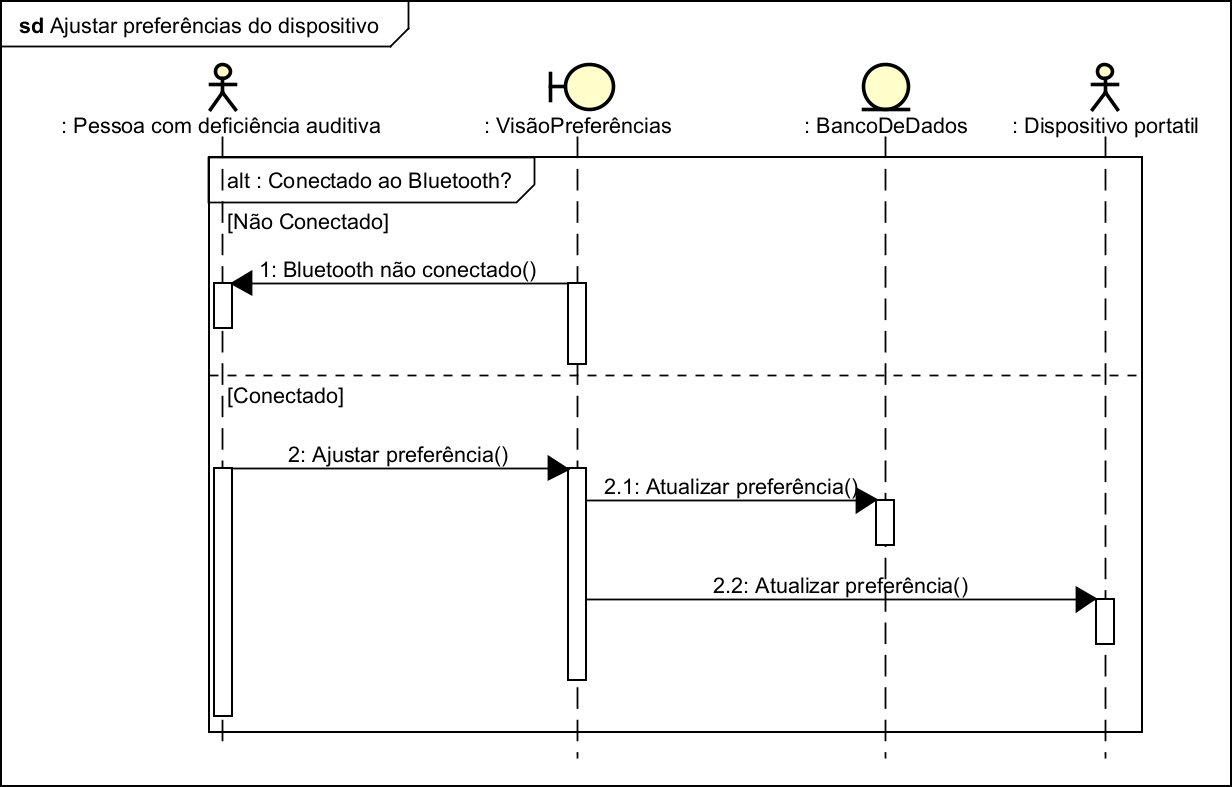 sd Ajustar preferências do dispositivo
: Pessoa com deficiência auditiva
: VisãoPreferências
: BancoDeDados
: Dispositivo portatil
alt : Conectado ao Bluetooth?
[Não Conectado]
1: Bluetooth não conectado()
[Conectado]
2: Ajustar preferência()
2.1: Atualizar preferência()
2.2: Atualizar preferência()